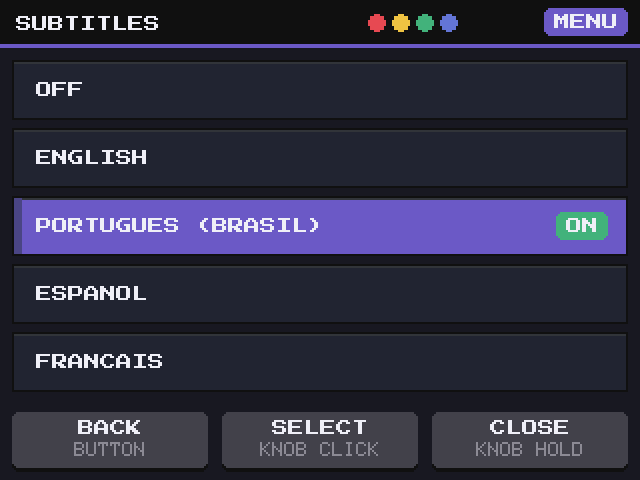 SUBTITLES
MENU
OFF
ENGLISH
PORTUGUES (BRASIL)
ON
ESPANOL
FRANCAIS
BACK
BUTTON
SELECT
KNOB CLICK
CLOSE
KNOB HOLD